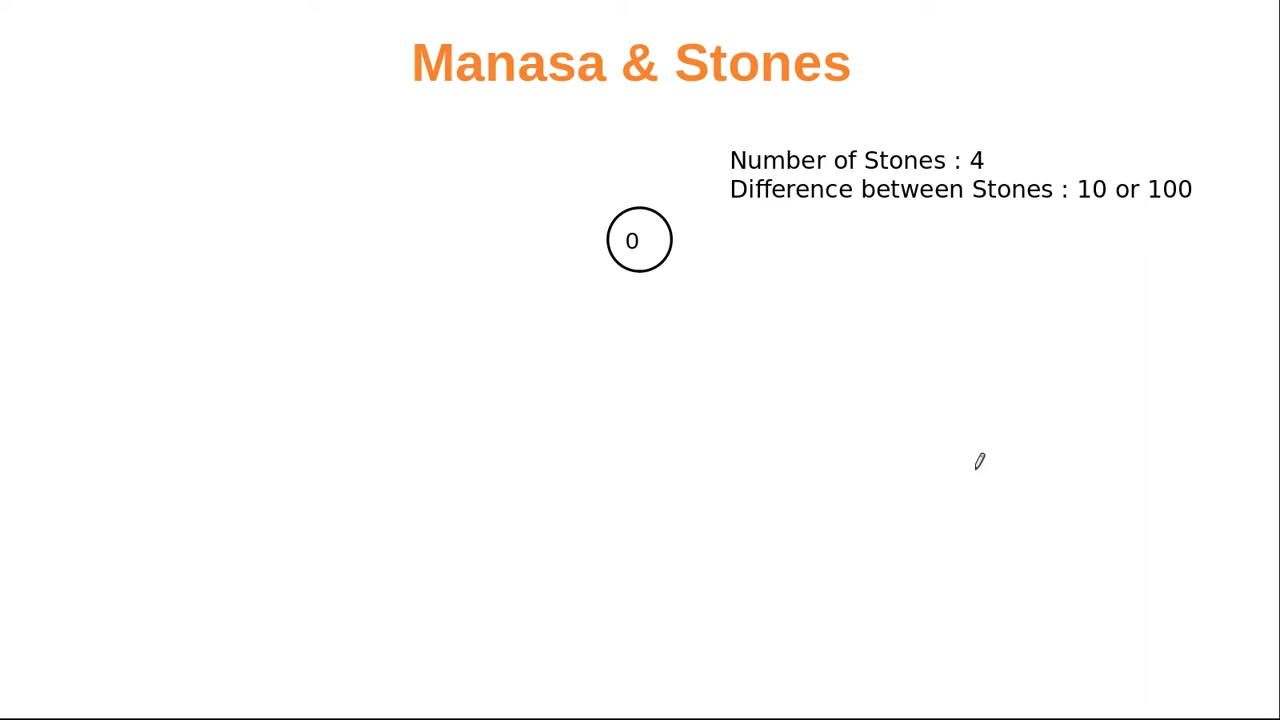 Manasa & Stones
Number of Stones : 4
Difference between Stones : 10 or 100
0